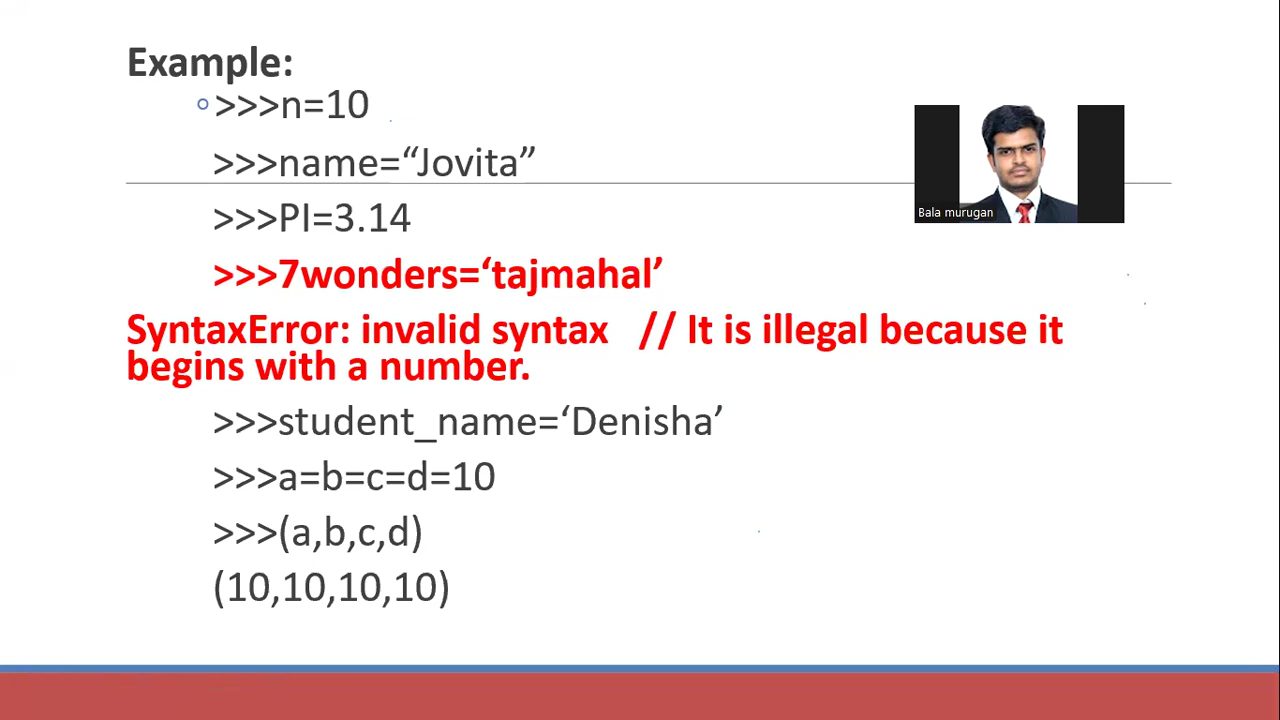 Example:
>>>n=10
>>>name=“Jovita”
>>>PI=3.14
Bala murugan
>>>7wonders=‘tajmahal’
SyntaxError: invalid syntax // It is illegal because it
begins with a number.
>>>student_name=‘Denisha’
>>>a=b=c=d=10
>>>(a,b,c,d)
(10,10,10,10)